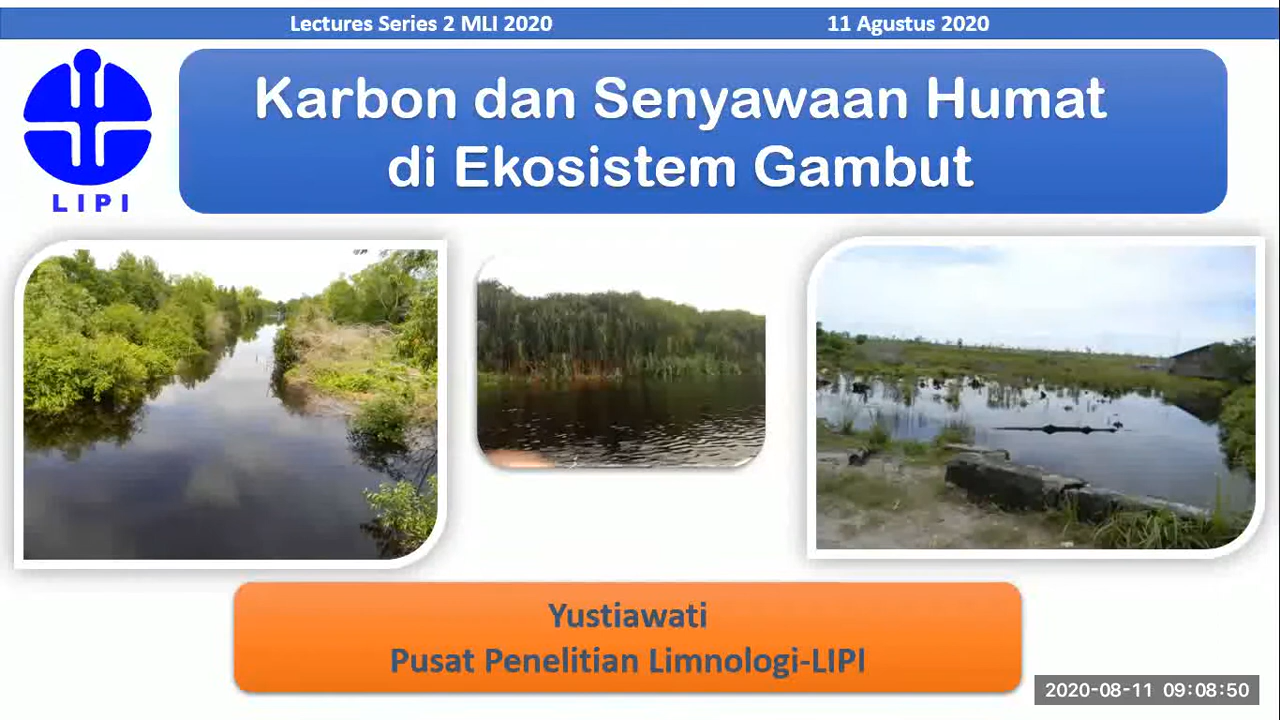 Lectures Series 2 MLI 2020
11 Agustus 2020
LIPI
Karbon dan Senyawaan Humat
di Ekosistem Gambut
Yustiawati
Pusat Penelitian Limnologi-LIPI
2020-08-11 09:08:50